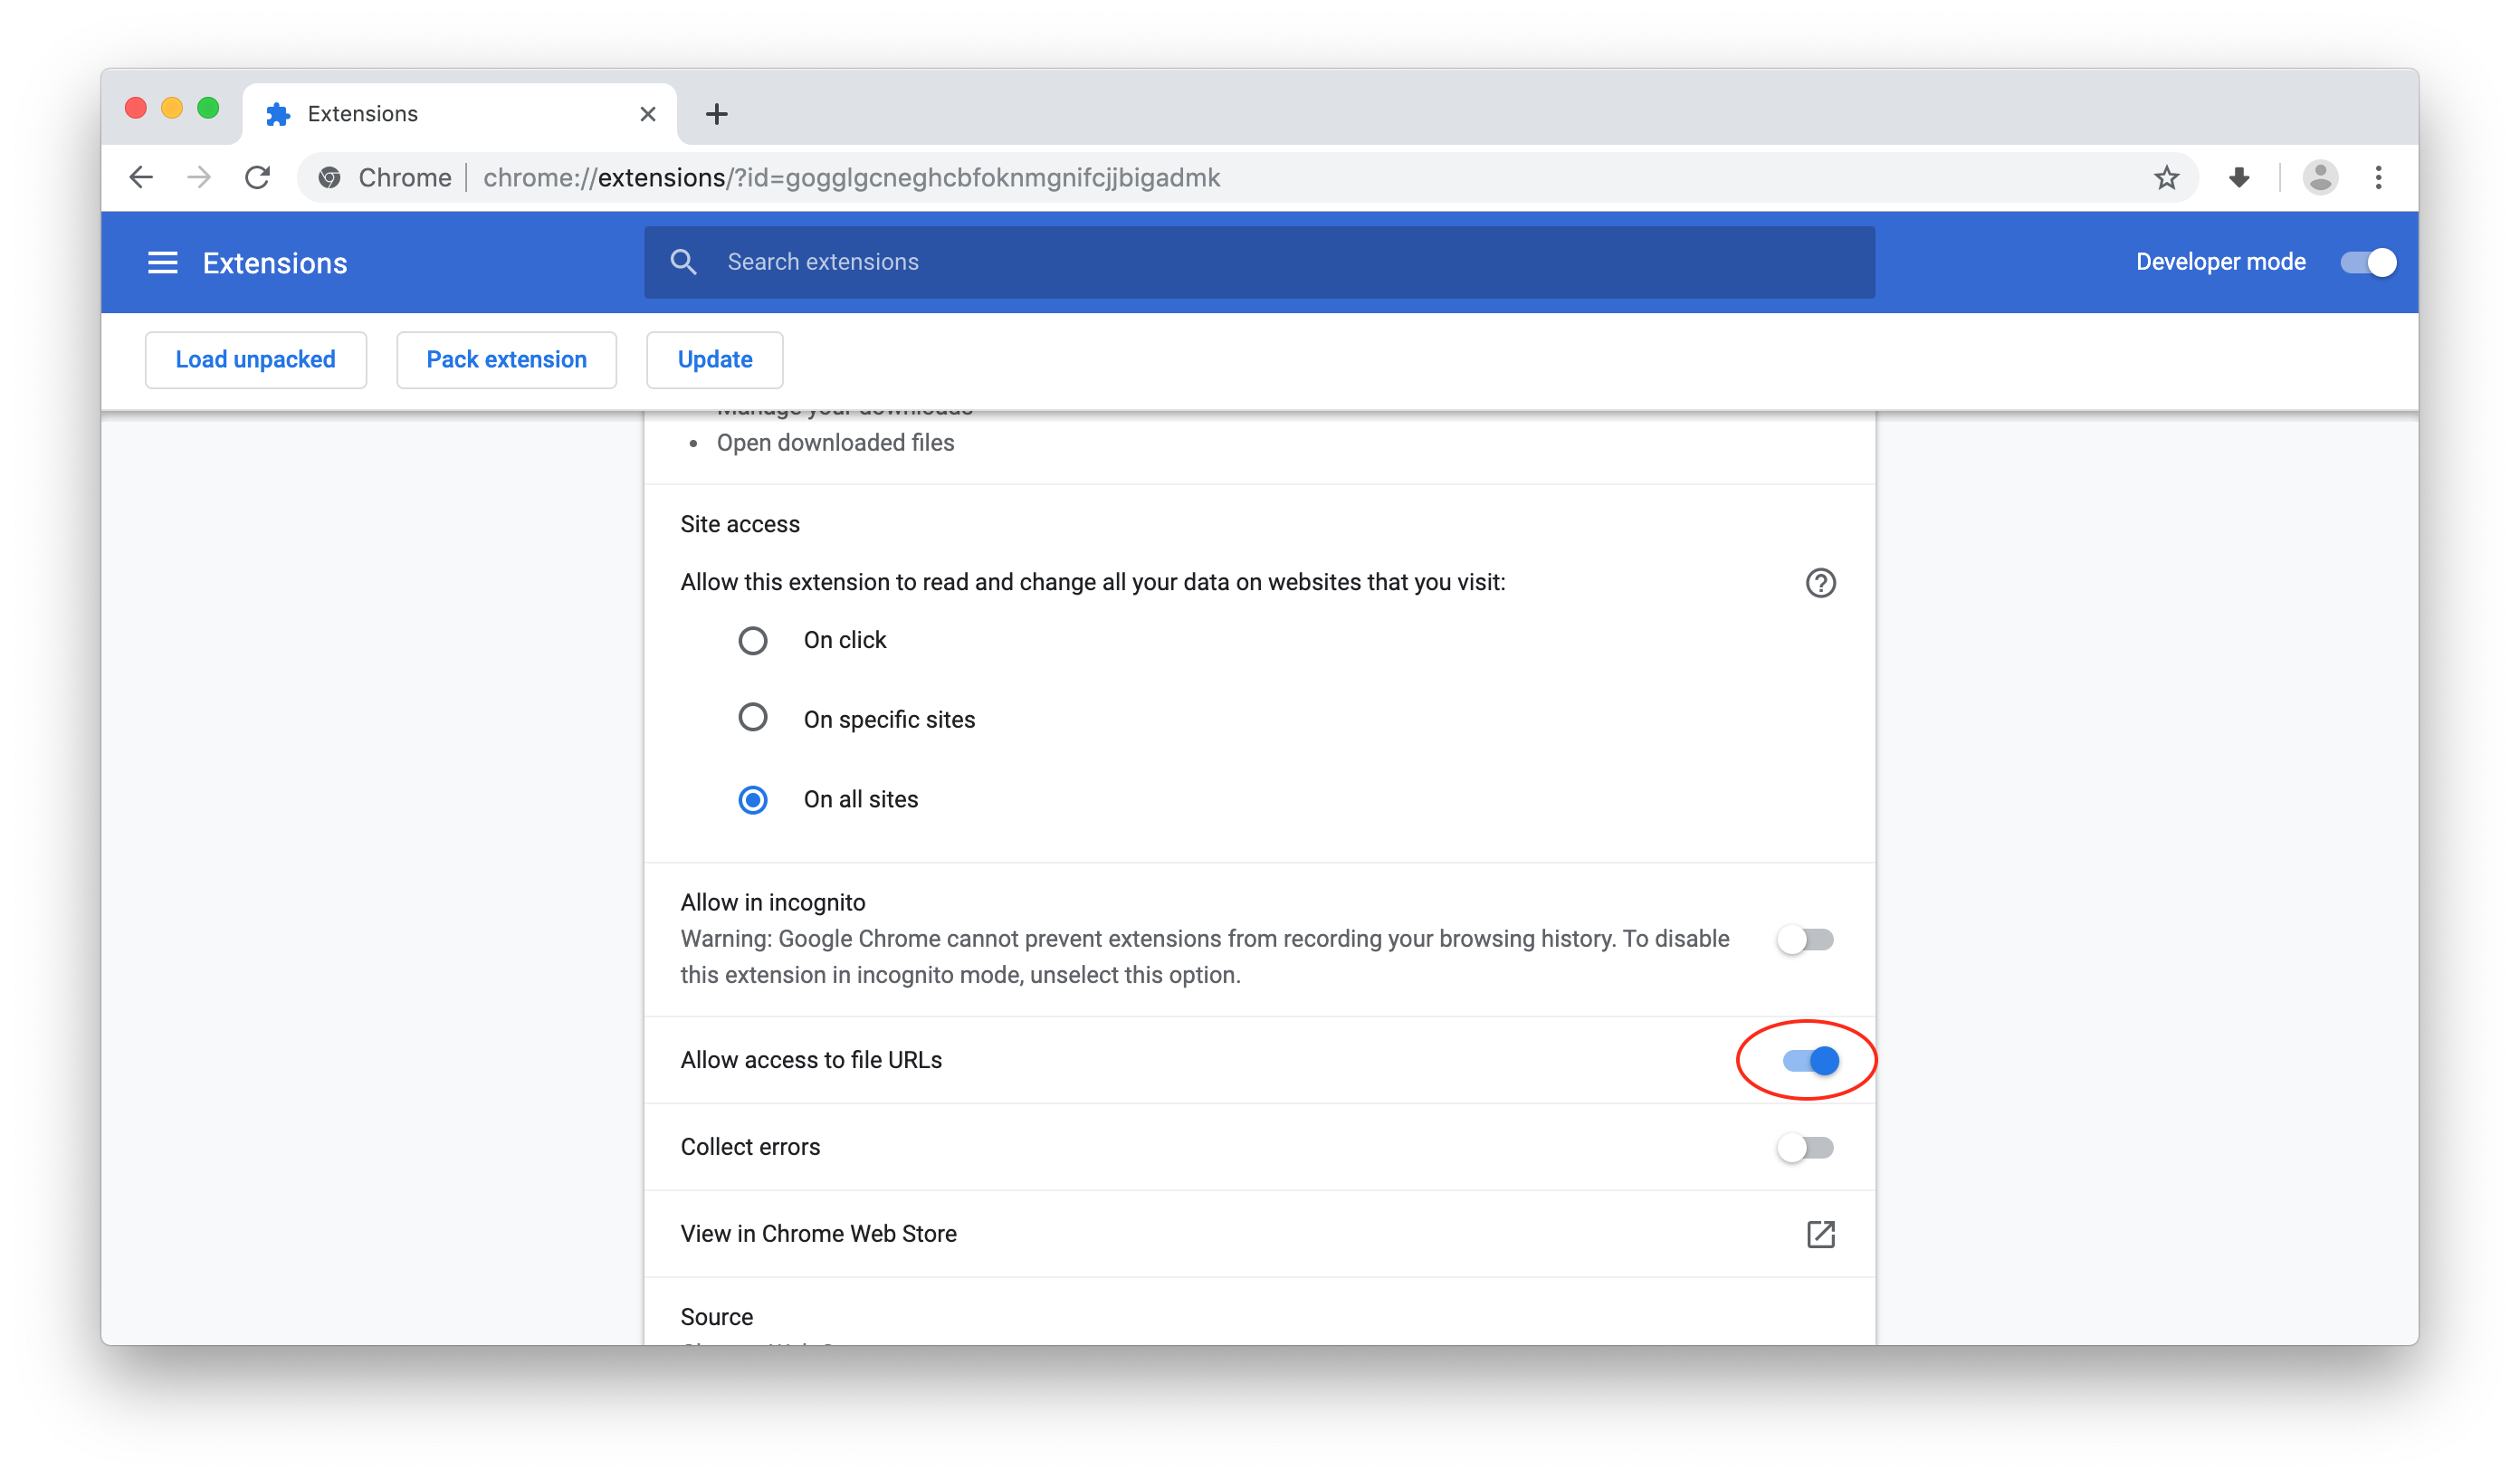 Extensions
Chrome chrome://extensions/?id=gogglgcneghcbfoknmgnifcjjbigadmk
Extensions
Search extensions
Developer mode
Load unpacked
Pack extension
Update
Manage your downloads
Open downloaded files
Site access
Allow this extension to read and change all your data on websites that you visit:
On click
On specific sites
On all sites
Allow in incognito
Warning: Google Chrome cannot prevent extensions from recording your browsing history. To disable
this extension in incognito mode, unselect this option.
Allow access to file URLs
Collect errors
View in Chrome Web Store
Source